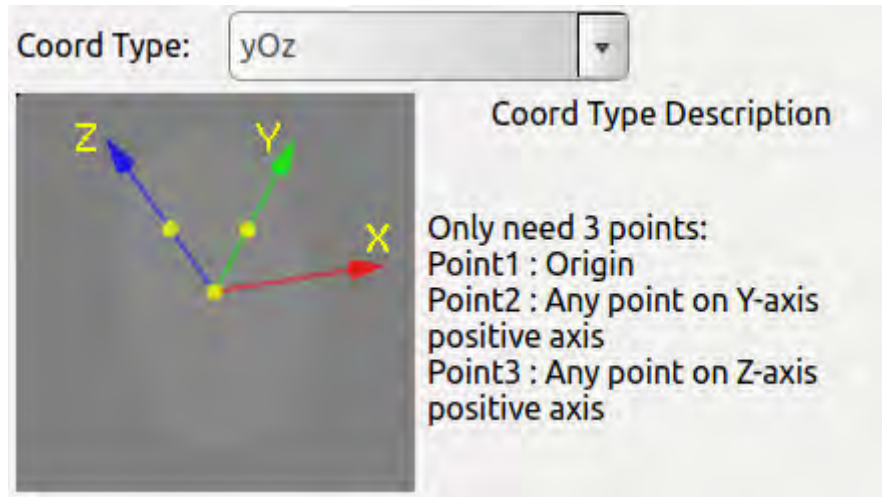 Coord Type: yOz
Coord Type Description
Z Y
X
Only need 3 points:
Point1 : Origin
Point2 : Any point on Y-axis
positive axis
Point3 : Any point on Z-axis
positive axis